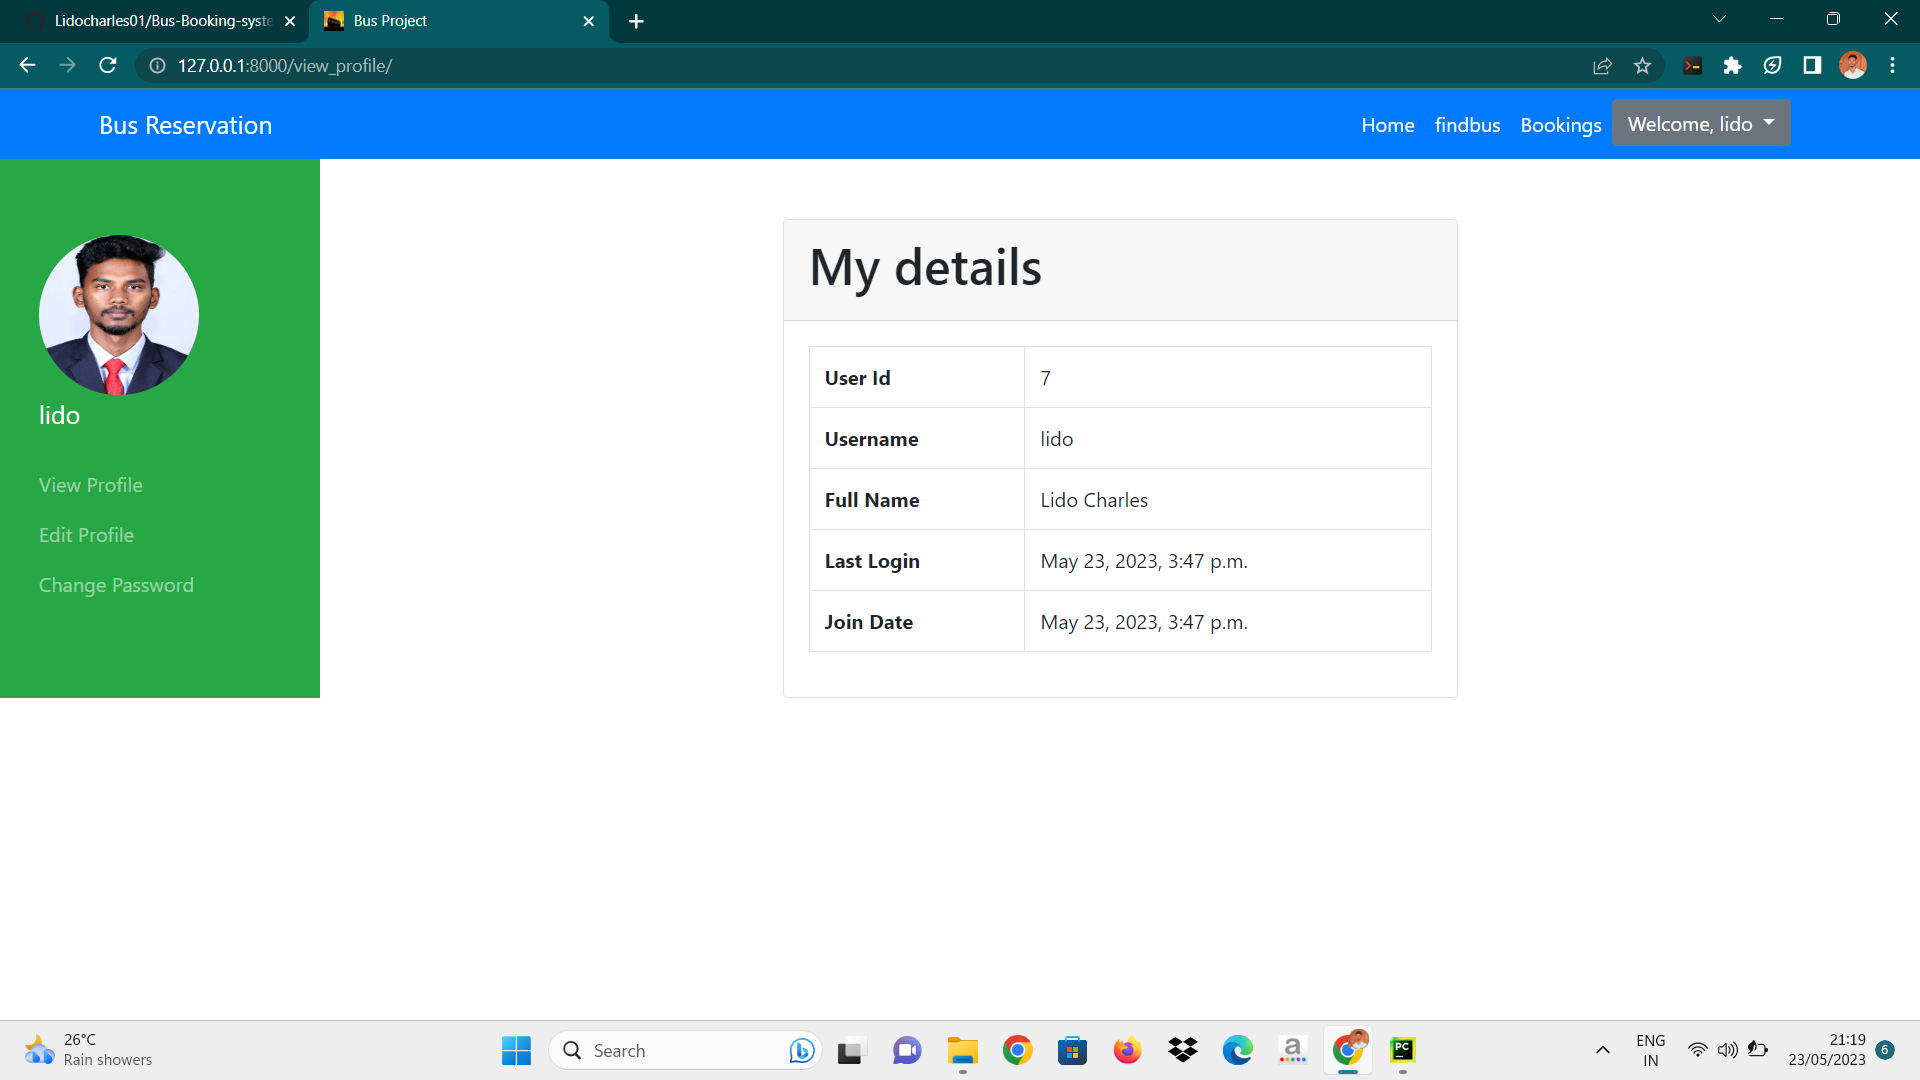 Lidocharles01/Bus-Booking-syste
Bus Project
127.0.0.1:8000/view_profile/
Bus Reservation
Home findbus Bookings Welcome, lido
lido
View Profile
Edit Profile
Change Password
My details
User Id 7
Username lido
Full Name Lido Charles
Last Login May 23, 2023, 3:47 p.m.
Join Date May 23, 2023, 3:47 p.m.
26°C
Rain showers
Search
a
PC
ENG
IN
21:19
23/05/2023
6